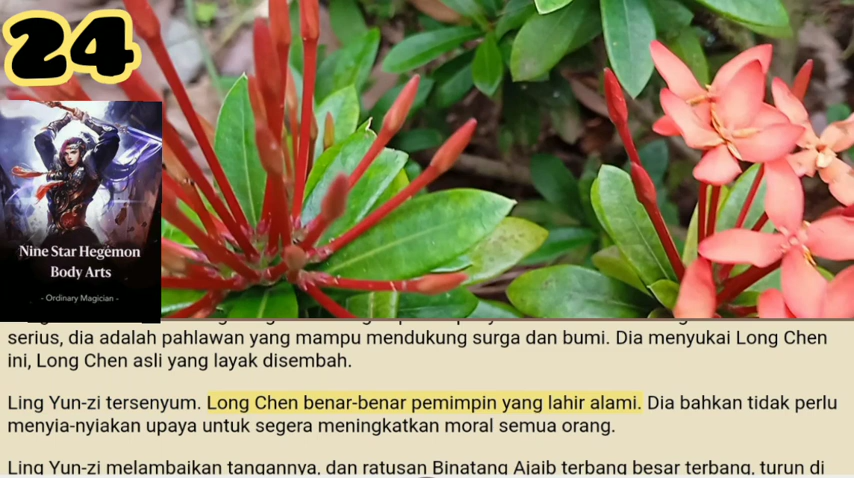 24
Nine Star Hegemon
Body Arts
- Ordinary Magician -
serius, dia adalah pahlawan yang mampu mendukung surga dan bumi. Dia menyukai Long Chen
ini, Long Chen asli yang layak disembah.
Ling Yun-zi tersenyum. Long Chen benar-benar pemimpin yang lahir alami. Dia bahkan tidak perlu
menyia-nyiakan upaya untuk segera meningkatkan moral semua orang.
Ling Yun-zi melambaikan tangannya, dan ratusan Binatang Ajaib terbang besar terbang, turun di